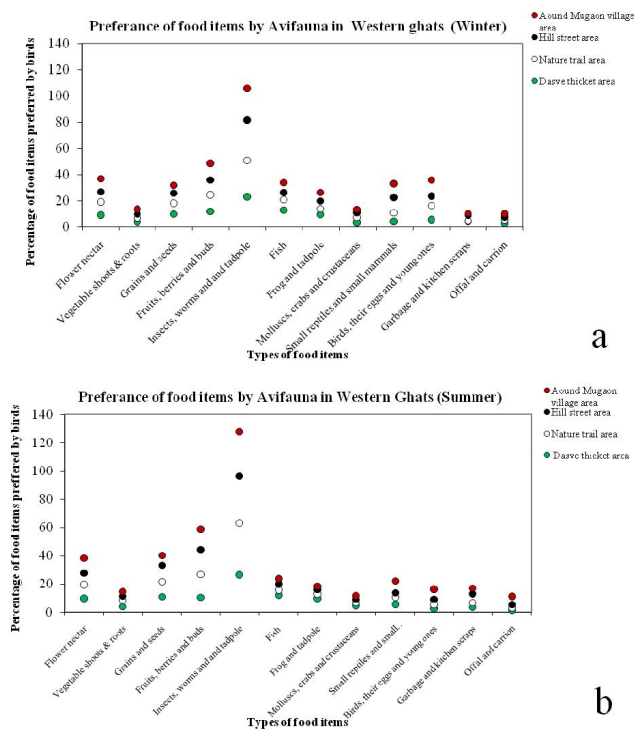 a
Preferance of food items by Avifauna in Western ghats (Winter)
Aound Mugaon village
area
Hill street area
Nature trail area
Dasve thicket area
Percentage of food items preferred by birds
140
120
100
80
60
40
20
0
Flower nectar
Vegetable shoots & roots
Grains and seeds
Fruits, berries and buds
Insects, worms and and tadpole
Fish
Frog and tadpole
Molluscs, crabs and crustaceans
Small reptiles and small mammals
Birds, their eggs and young ones
Garbage and kitchen scraps
Offal and carrion
Types of food items
a
Preferance of food items by Avifauna in Western Ghats (Summer)
Aound Mugaon
village area
Hill street area
Nature trail area
Dasve thicket area
Percentage of food items preffered by birds
140
120
100
80
60
40
20
0
Flower nectar
Vegetable shoots & roots
Grains and seeds
Fruits, berries and buds
Insects, worms and and tadpole
Fish
Frog and tadpole
Molluscs, crabs and crustaceans
Small reptiles and small..
Birds, their eggs and young ones
Garbage and kitchen scraps
Offal and carrion
Types of food items
b